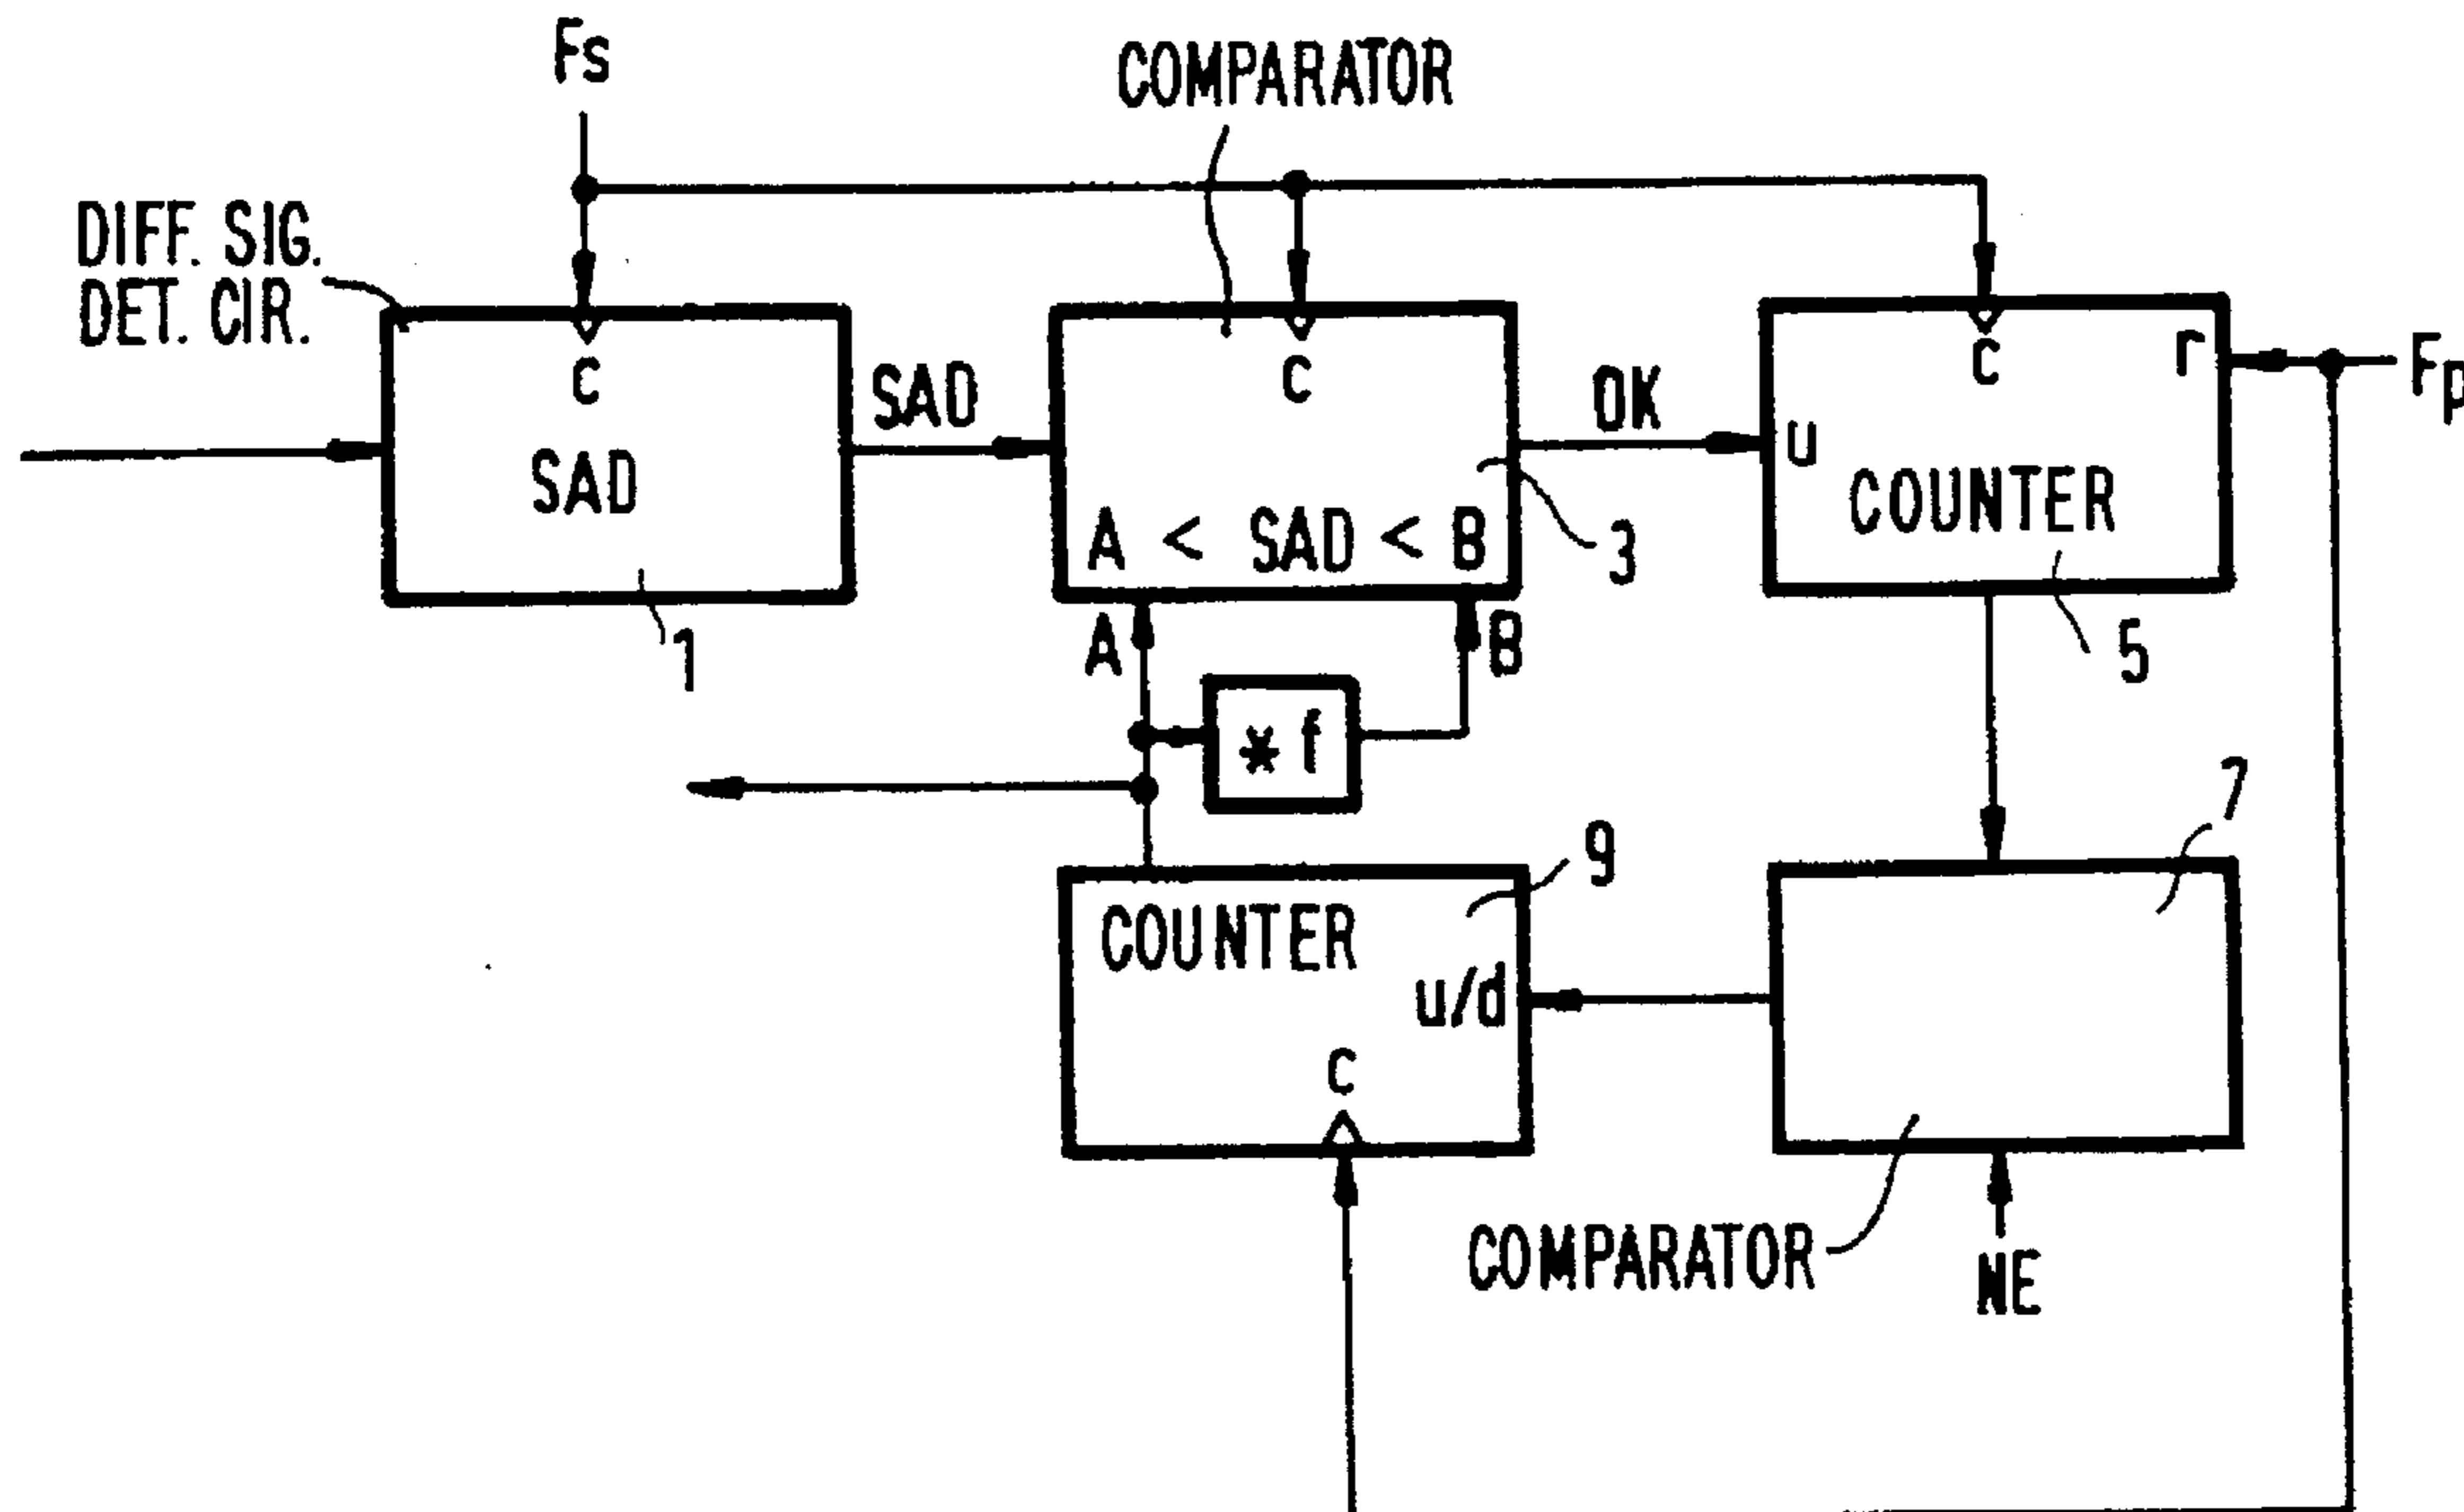 Fs
COMPARATOR
DIFF. SIG.
DET. CIR.
C
SAD
1
SAD
C
A < SAD < B
3
OK
C
r
Fp
u
COUNTER
5
A
B
* f
7
COUNTER
9
u/d
C
COMPARATOR
NE